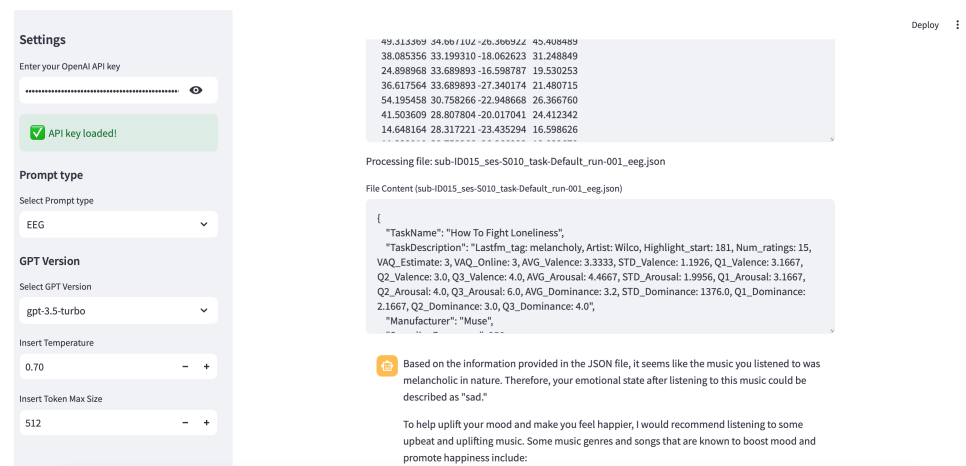 Settings
Enter your OpenAI API key
API key loaded!
Prompt type
Select Prompt type
EEG
GPT Version
Select GPT Version
gpt-3.5-turbo
Insert Temperature
0.70
Insert Token Max Size
512
Deploy
49.313369 34.667102 -26.366922 45.408489
38.085356 33.199310 -18.062623 31.248849
24.898968 33.689893 -16.598787 19.530253
36.617564 33.689893 -27.340174 21.480715
54.195458 30.758266 -22.948668 26.366760
41.503609 28.807804 -20.017041 24.412342
14.648164 28.317221 -23.435294 16.598626
Processing file: sub-ID015_ses-S010_task-Default_run-001_eeg.json
File Content (sub-ID015_ses-S010_task-Default_run-001_eeg.json)
{
"TaskName": "How To Fight Loneliness",
"TaskDescription": "Lastfm_tag: melancholy, Artist: Wilco, Highlight_start: 181, Num_ratings: 15,
VAQ_Estimate: 3, VAQ_Online: 3, AVG_Valence: 3.3333, STD_Valence: 1.1926, Q1_Valence: 3.1667,
Q2_Valence: 3.0, Q3_Valence: 4.0, AVG_Arousal: 4.4667, STD_Arousal: 1.9956, Q1_Arousal: 3.1667,
Q2_Arousal: 4.0, Q3_Arousal: 6.0, AVG_Dominance: 3.2, STD_Dominance: 1376.0, Q1_Dominance:
2.1667, Q2_Dominance: 3.0, Q3_Dominance: 4.0",
"Manufacturer": "Muse",
Based on the information provided in the JSON file, it seems like the music you listened to was
melancholic in nature. Therefore, your emotional state after listening to this music could be
described as "sad."
To help uplift your mood and make you feel happier, I would recommend listening to some
upbeat and uplifting music. Some music genres and songs that are known to boost mood and
promote happiness include: